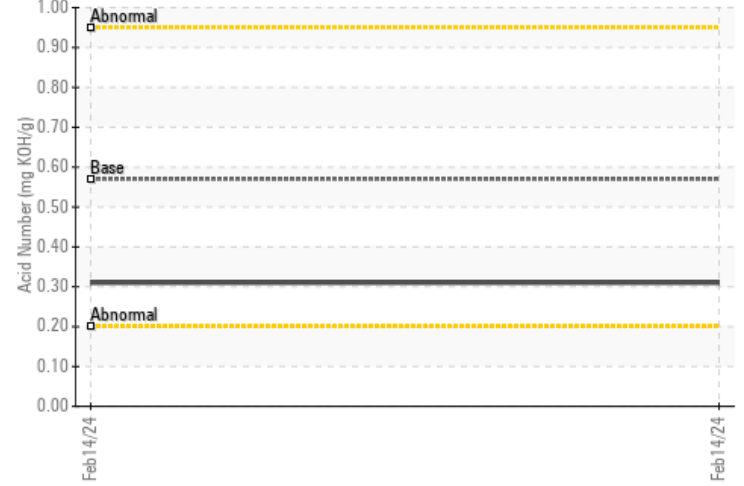 Acid Number (mg KOH/g)
1.00
0.90
0.80
0.70
0.60
0.50
0.40
0.30
0.20
0.10
0.00
Abnormal
Base
Abnormal
Feb14/24
Feb14/24